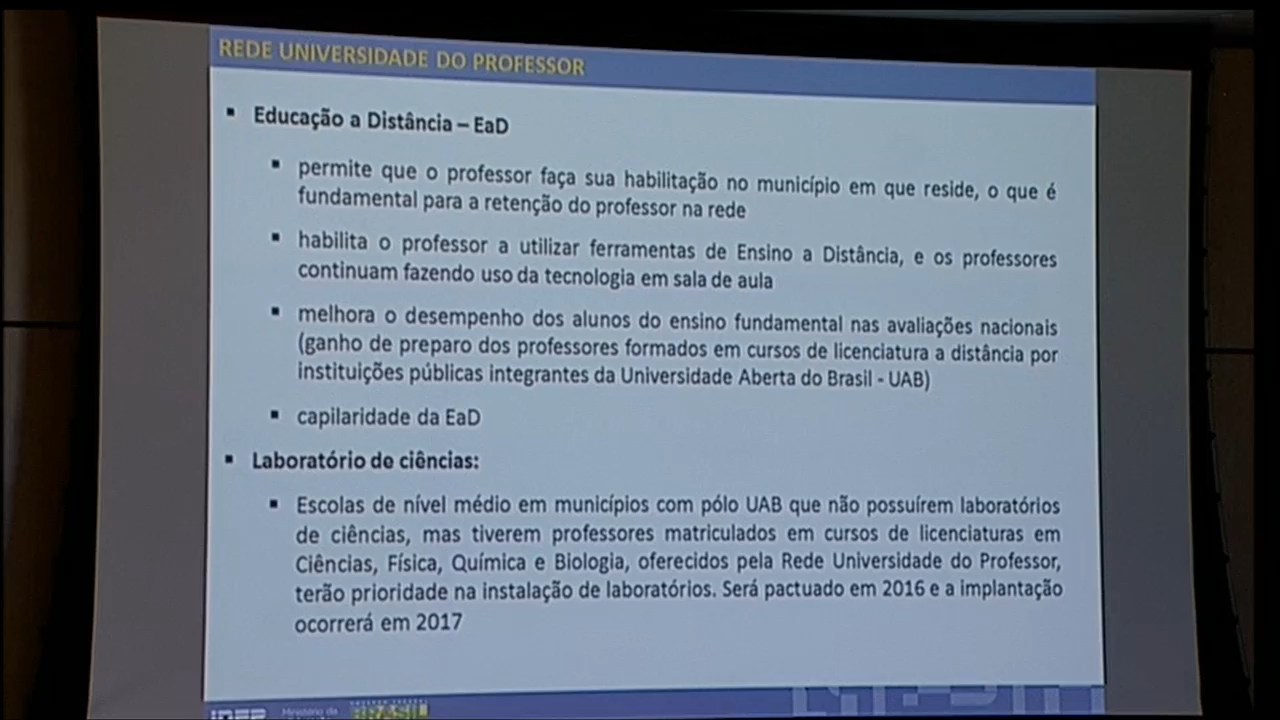 REDE UNIVERSIDADE DO PROFESSOR
▪ Educação a Distância – EaD
▪ permite que o professor faça sua habilitação no município em que reside, o que é
fundamental para a retenção do professor na rede
▪ habilita o professor a utilizar ferramentas de Ensino a Distância, e os professores
continuam fazendo uso da tecnologia em sala de aula
▪ melhora o desempenho dos alunos do ensino fundamental nas avaliações nacionais
(ganho de preparo dos professores formados em cursos de licenciatura a distância por
instituições públicas integrantes da Universidade Aberta do Brasil - UAB)
▪ capilaridade da EaD
▪ Laboratório de ciências:
▪ Escolas de nível médio em municípios com pólo UAB que não possuírem laboratórios
de ciências, mas tiverem professores matriculados em cursos de licenciaturas em
Ciências, Física, Química e Biologia, oferecidos pela Rede Universidade do Professor,
terão prioridade na instalação de laboratórios. Será pactuado em 2016 e a implantação
ocorrerá em 2017
Ministério da
BRASIL